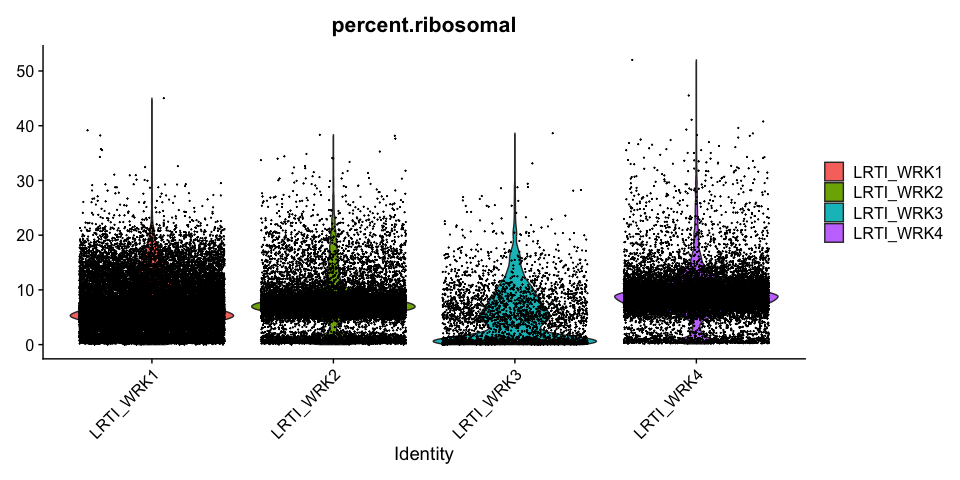 percent.ribosomal
50
40
30
20
10
0
LRTI_WRK1
LRTI_WRK2
LRTI_WRK3
LRTI_WRK4
Identity
LRTI_WRK1
LRTI_WRK2
LRTI_WRK3
LRTI_WRK4